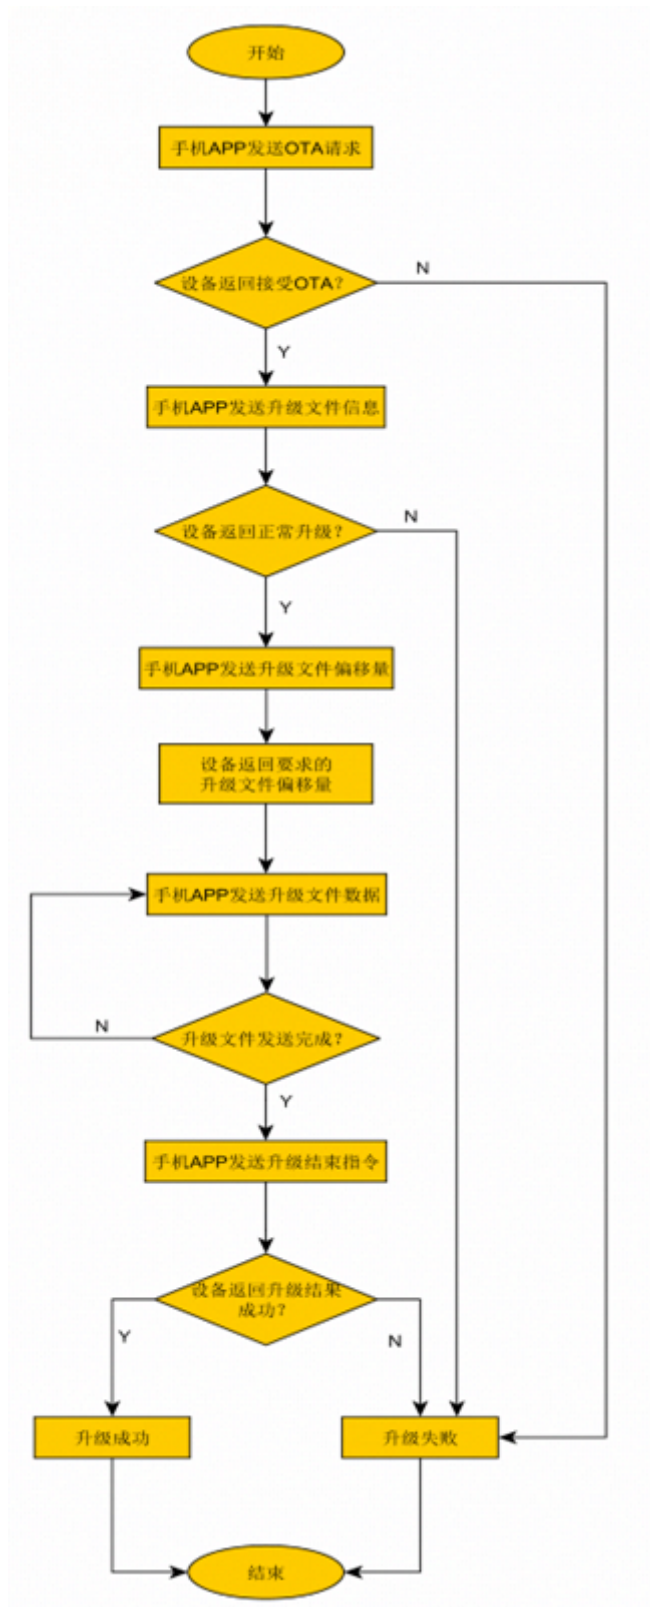 开始
手机APP发送OTA请求
设备返回接受OTA?
N
Y
手机APP发送升级文件信息
设备返回正常升级?
N
Y
手机APP发送升级文件偏移量
设备返回要求的
升级文件偏移量
手机APP发送升级文件数据
升级文件发送完成?
N
Y
手机APP发送升级结束指令
设备返回升级结果
成功?
Y
N
升级成功
升级失败
结束